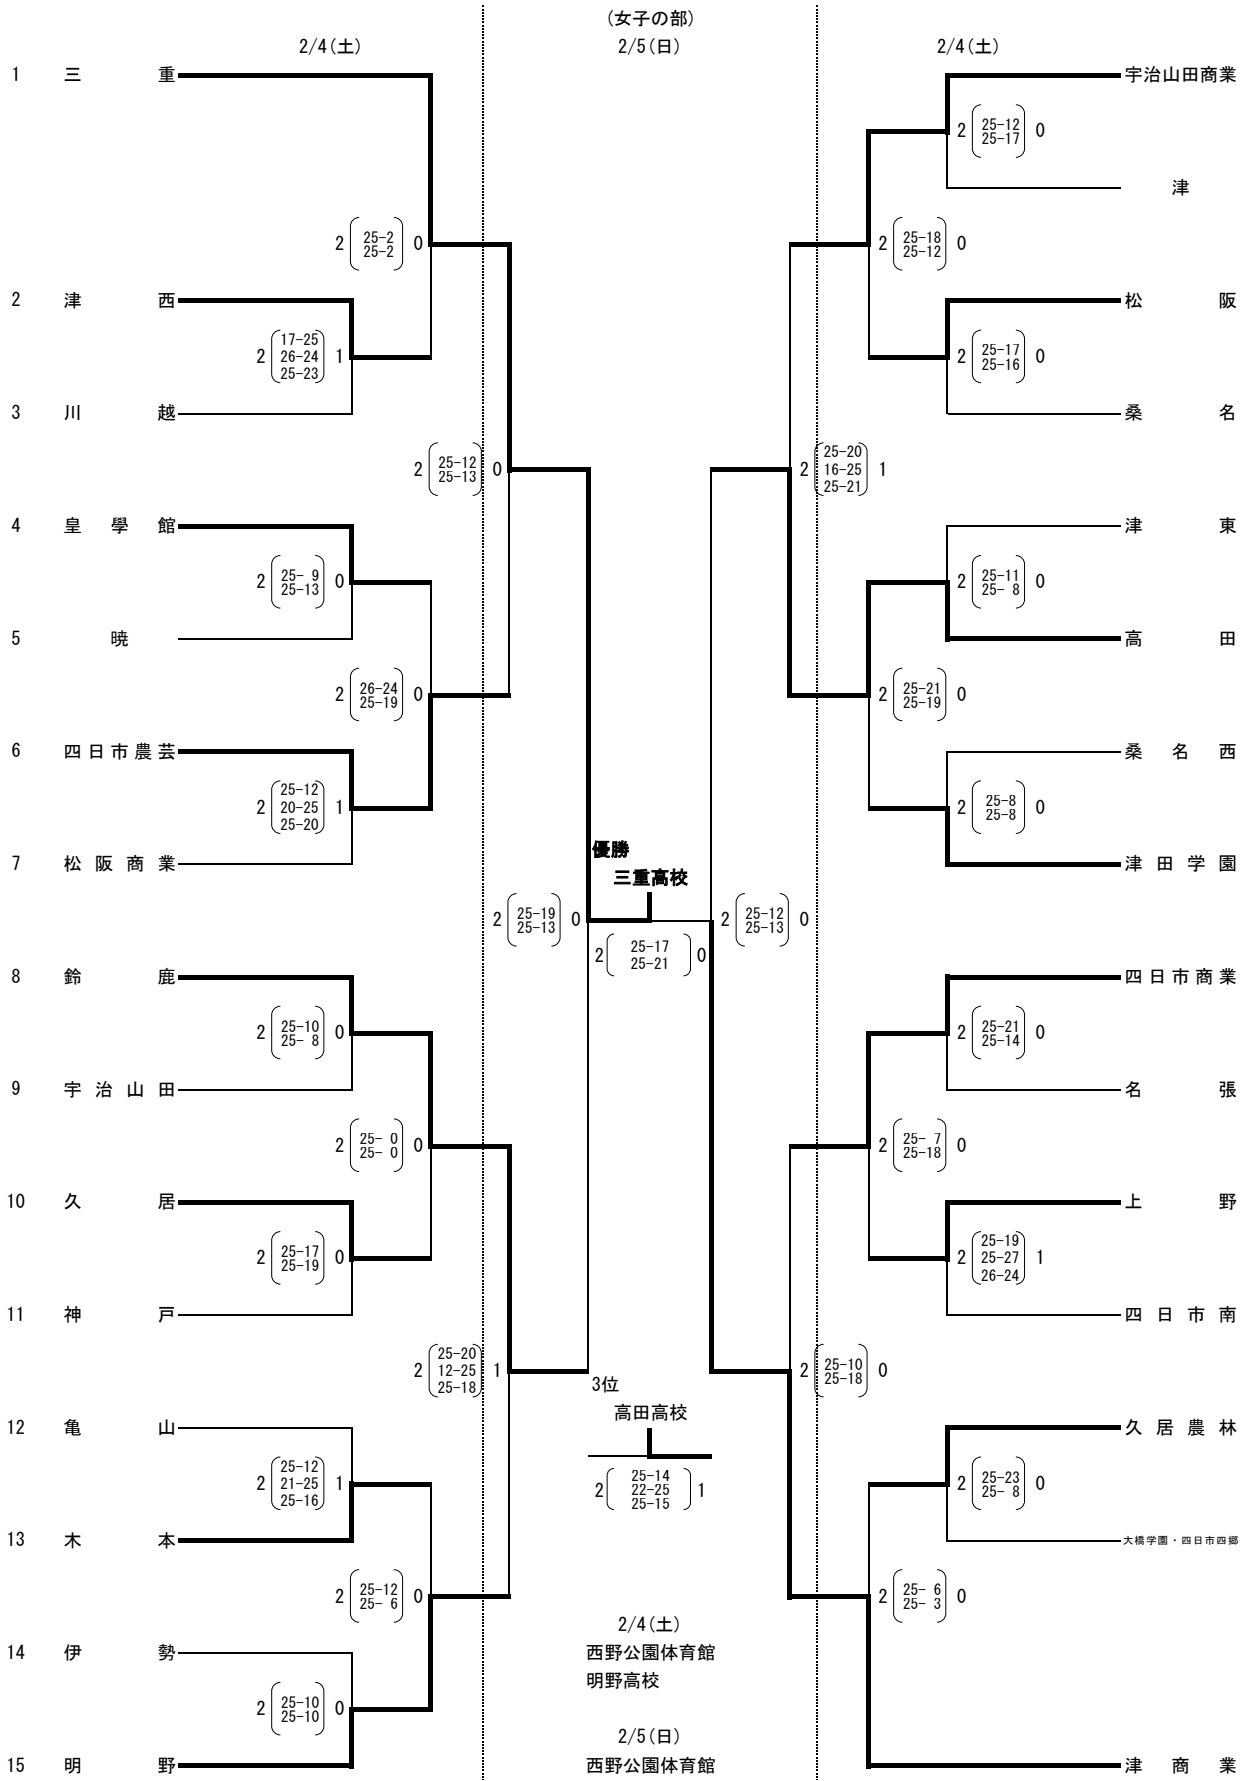 (女子の部)
2/4(土) 2/5(日) 2/4(土)
1 三重 宇治山田商業
2 25-12 25-17 0
津
2 25-2 25-2 0 2 25-18 25-12 0
2 津西 松阪
2 17-25 26-24 25-23 1 2 25-17 25-16 0
3 川越 桑名
2 25-12 25-13 0 2 25-20 16-25 25-21 1
4 皇學館 津東
2 25- 9 25-13 0 2 25-11 25- 8 0
5 暁 高田
2 26-24 25-19 0 2 25-21 25-19 0
6 四日市農芸 桑名西
2 25-12 20-25 25-20 1 2 25-8 25-8 0
優勝
7 松阪商業 津田学園
三重高校
2 25-19 25-13 0 2 25-12 25-13 0
2 25-17 25-21 0
8 鈴鹿 四日市商業
2 25-10 25- 8 0 2 25-21 25-14 0
9 宇治山田 名張
2 25- 0 25- 0 0 2 25- 7 25-18 0
10 久居 上野
2 25-17 25-19 0 2 25-19 25-27 26-24 1
11 神戸 四日市南
2 25-20 12-25 25-18 1 2 25-10 25-18 0
3位
高田高校
12 亀山 久居農林
2 25-12 21-25 25-16 1 2 25-14 22-25 25-15 1 2 25-23 25- 8 0
13 木本 大橋学園・四日市四郷
2 25-12 25- 6 0 2 25- 6 25- 3 0
2/4(土)
14 伊勢 西野公園体育館
明野高校
2 25-10 25-10 0
2/5(日)
15 明野 西野公園体育館 津商業